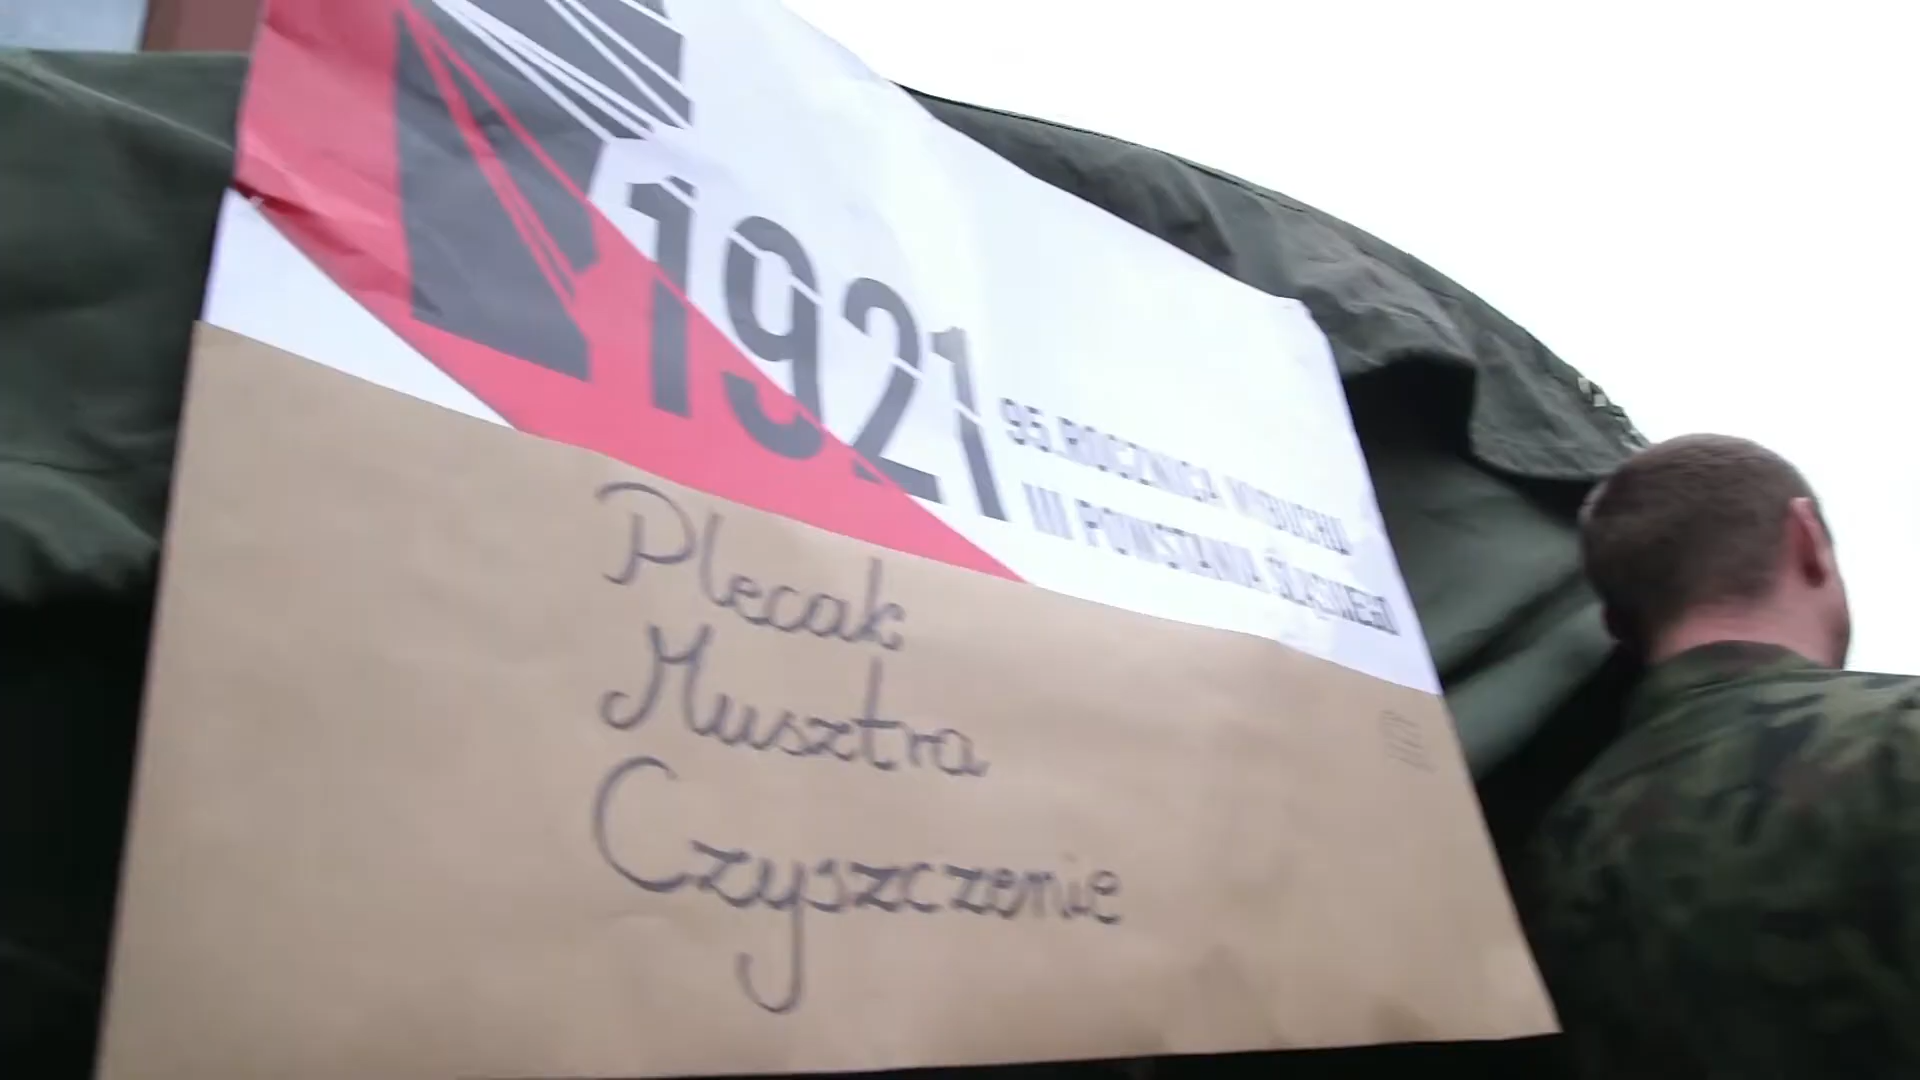 1921
95.ROCZNICA WYBUCHU
III POWSTANIA ŚLĄSKIEGO
Plecak
Musztra
Czyszczenie